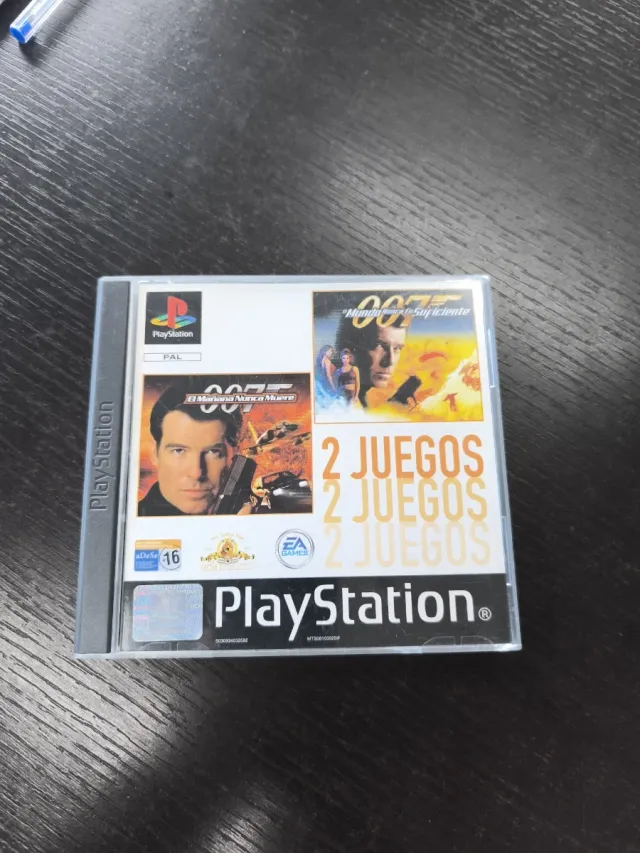 PlayStation
PlayStation
PAL
007
El Mundo Nunca Es Suficiente
007
El Mañana Nunca Muere
2 JUEGOS
2 JUEGOS
2 JUEGOS
aDeSe
+16
EA
GAMES
PlayStation®